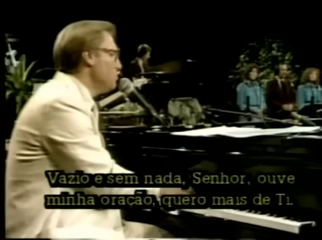 Vazio e sem nada, Senhor, ouve
minha oração, quero mais de Ti.